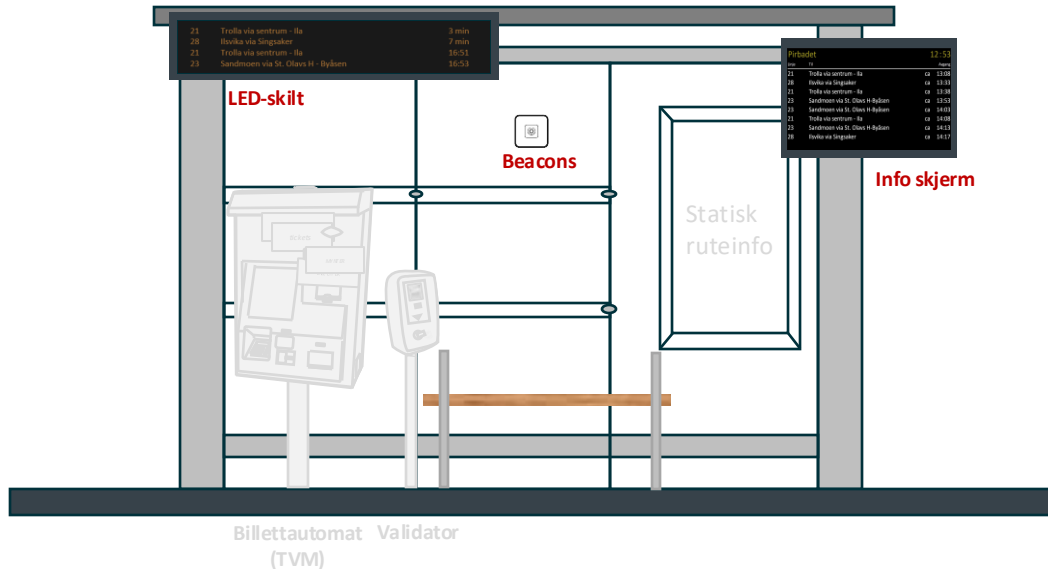 21 Trolla via sentrum - Ila 3 min
28 Ilsvika via Singsaker 7 min
21 Trolla via sentrum - Ila 16:51
23 Sandmoen via St. Olavs H - Byåsen 16:53
LED-skilt
Beacons
Pirbadet 12:53
Linje Til Avgang
21 Trolla via sentrum - Ila ca 13:08
28 Ilsvika via Singsaker ca 13:33
21 Trolla via sentrum - Ila ca 13:38
23 Sandmoen via St. Olavs H-Byåsen ca 13:53
23 Sandmoen via St. Olavs H-Byåsen ca 14:03
21 Trolla via sentrum - Ila ca 14:08
23 Sandmoen via St. Olavs H-Byåsen ca 14:13
28 Ilsvika via Singsaker ca 14:17
Info skjerm
Statisk
ruteinfo
Billettautomat
(TVM)
Validator